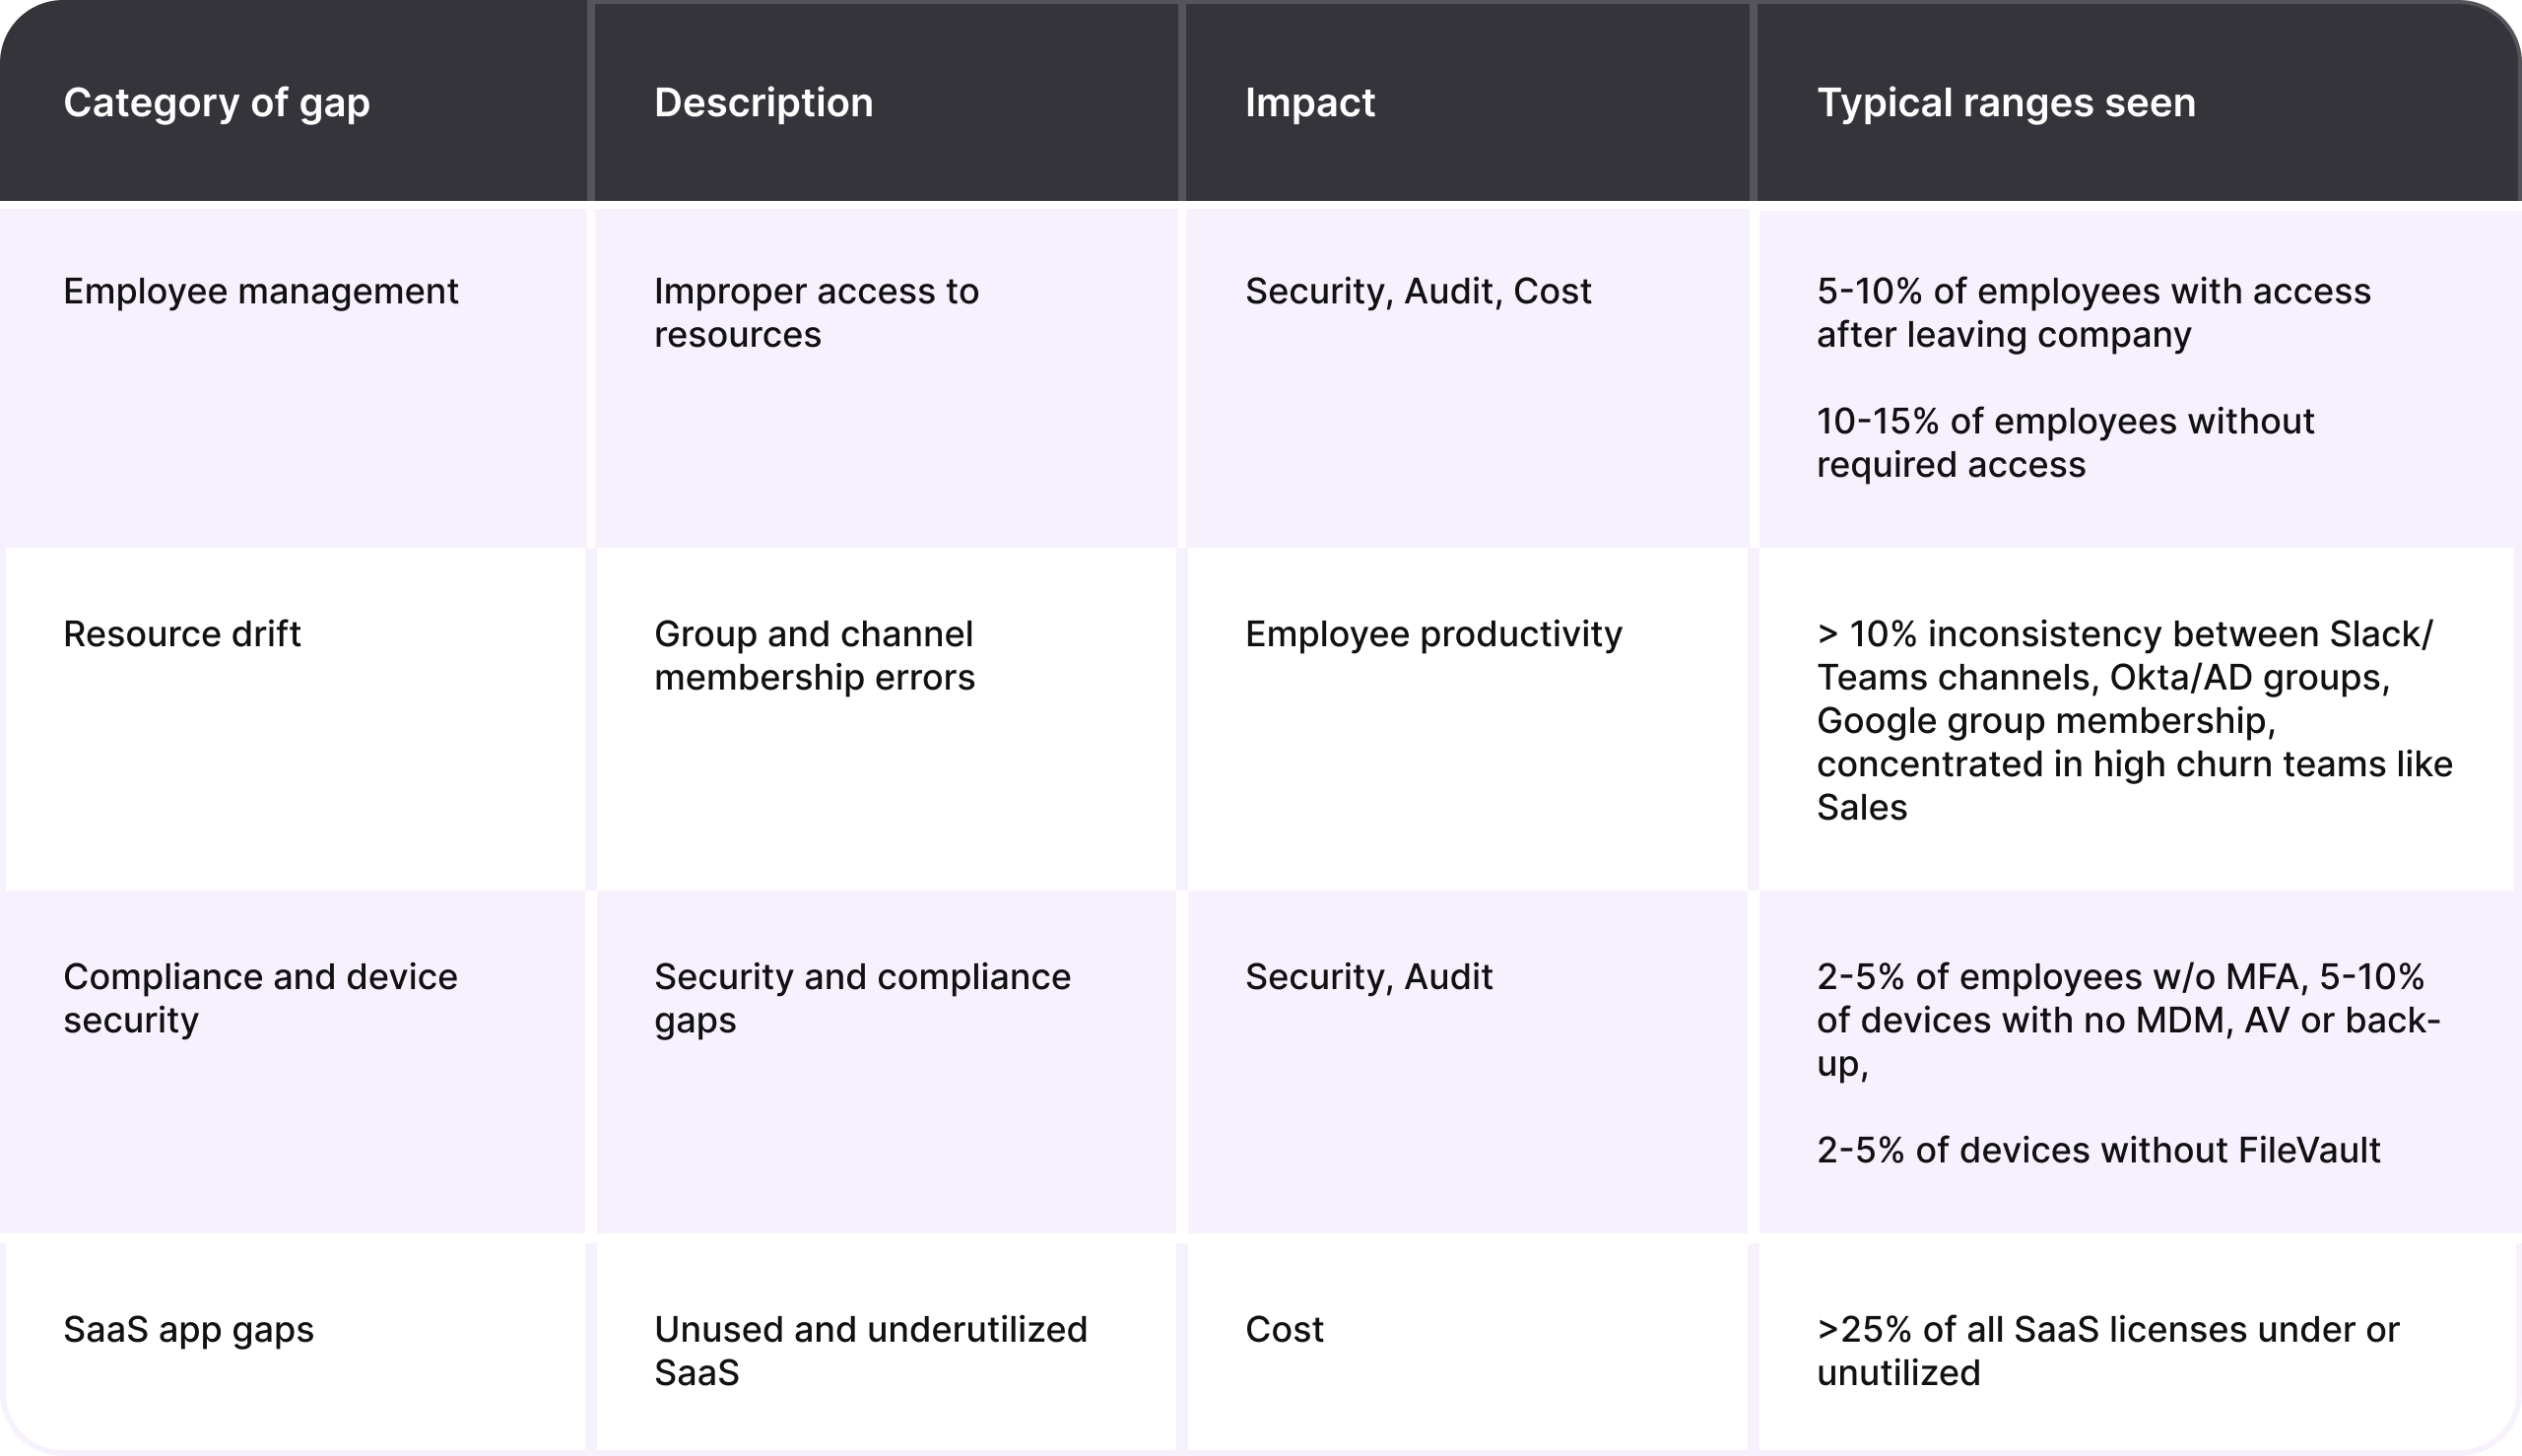 Category of gap
Description
Impact
Typical ranges seen
Employee management
Improper access to
resources
Security, Audit, Cost
5-10% of employees with access
after leaving company
10-15% of employees without
required access
Resource drift
Group and channel
membership errors
Employee productivity
> 10% inconsistency between Slack/
Teams channels, Okta/AD groups,
Google group membership,
concentrated in high churn teams like
Sales
Compliance and device
security
Security and compliance
gaps
Security, Audit
2-5% of employees w/o MFA, 5-10%
of devices with no MDM, AV or back-
up,
2-5% of devices without FileVault
SaaS app gaps
Unused and underutilized
SaaS
Cost
>25% of all SaaS licenses under or
unutilized